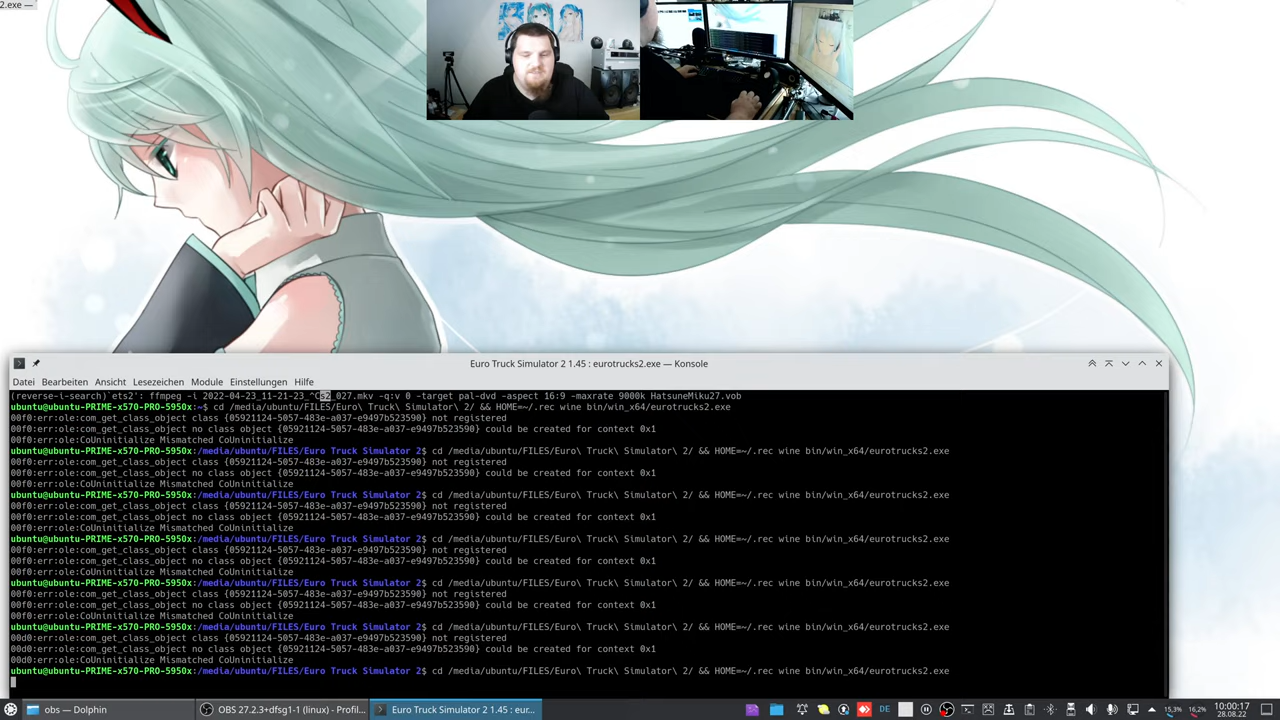 2.exe —
Euro Truck Simulator 2 1.45 : eurotrucks2.exe — Konsole
Datei Bearbeiten Ansicht Lesezeichen Module Einstellungen Hilfe
(reverse-i-search)`ets2': ffmpeg -i 2022-04-23_11-21-23_^Cs2_027.mkv -q:v 0 -target pal-dvd -aspect 16:9 -maxrate 9000k HatsuneMiku27.vob
ubuntu@ubuntu-PRIME-x570-PRO-5950x:~$ cd /media/ubuntu/FILES/Euro\ Truck\ Simulator\ 2/ && HOME=~/.rec wine bin/win_x64/eurotrucks2.exe
00f0:err:ole:com_get_class_object class {05921124-5057-483e-a037-e9497b523590} not registered
00f0:err:ole:com_get_class_object no class object {05921124-5057-483e-a037-e9497b523590} could be created for context 0x1
00f0:err:ole:CoUninitialize Mismatched CoUninitialize
ubuntu@ubuntu-PRIME-x570-PRO-5950x:/media/ubuntu/FILES/Euro Truck Simulator 2$ cd /media/ubuntu/FILES/Euro\ Truck\ Simulator\ 2/ && HOME=~/.rec wine bin/win_x64/eurotrucks2.exe
00f0:err:ole:com_get_class_object class {05921124-5057-483e-a037-e9497b523590} not registered
00f0:err:ole:com_get_class_object no class object {05921124-5057-483e-a037-e9497b523590} could be created for context 0x1
00f0:err:ole:CoUninitialize Mismatched CoUninitialize
ubuntu@ubuntu-PRIME-x570-PRO-5950x:/media/ubuntu/FILES/Euro Truck Simulator 2$ cd /media/ubuntu/FILES/Euro\ Truck\ Simulator\ 2/ && HOME=~/.rec wine bin/win_x64/eurotrucks2.exe
00f0:err:ole:com_get_class_object class {05921124-5057-483e-a037-e9497b523590} not registered
00f0:err:ole:com_get_class_object no class object {05921124-5057-483e-a037-e9497b523590} could be created for context 0x1
00f0:err:ole:CoUninitialize Mismatched CoUninitialize
ubuntu@ubuntu-PRIME-x570-PRO-5950x:/media/ubuntu/FILES/Euro Truck Simulator 2$ cd /media/ubuntu/FILES/Euro\ Truck\ Simulator\ 2/ && HOME=~/.rec wine bin/win_x64/eurotrucks2.exe
00f0:err:ole:com_get_class_object class {05921124-5057-483e-a037-e9497b523590} not registered
00f0:err:ole:com_get_class_object no class object {05921124-5057-483e-a037-e9497b523590} could be created for context 0x1
00f0:err:ole:CoUninitialize Mismatched CoUninitialize
ubuntu@ubuntu-PRIME-x570-PRO-5950x:/media/ubuntu/FILES/Euro Truck Simulator 2$ cd /media/ubuntu/FILES/Euro\ Truck\ Simulator\ 2/ && HOME=~/.rec wine bin/win_x64/eurotrucks2.exe
00f0:err:ole:com_get_class_object class {05921124-5057-483e-a037-e9497b523590} not registered
00f0:err:ole:com_get_class_object no class object {05921124-5057-483e-a037-e9497b523590} could be created for context 0x1
00f0:err:ole:CoUninitialize Mismatched CoUninitialize
ubuntu@ubuntu-PRIME-x570-PRO-5950x:/media/ubuntu/FILES/Euro Truck Simulator 2$ cd /media/ubuntu/FILES/Euro\ Truck\ Simulator\ 2/ && HOME=~/.rec wine bin/win_x64/eurotrucks2.exe
00d0:err:ole:com_get_class_object class {05921124-5057-483e-a037-e9497b523590} not registered
00d0:err:ole:com_get_class_object no class object {05921124-5057-483e-a037-e9497b523590} could be created for context 0x1
00d0:err:ole:CoUninitialize Mismatched CoUninitialize
ubuntu@ubuntu-PRIME-x570-PRO-5950x:/media/ubuntu/FILES/Euro Truck Simulator 2$ cd /media/ubuntu/FILES/Euro\ Truck\ Simulator\ 2/ && HOME=~/.rec wine bin/win_x64/eurotrucks2.exe
obs — Dolphin
OBS 27.2.3+dfsg1-1 (linux) - Profil...
Euro Truck Simulator 2 1.45 : eur...
DE
15,3% 16,2%
10:00:17
28.08.22